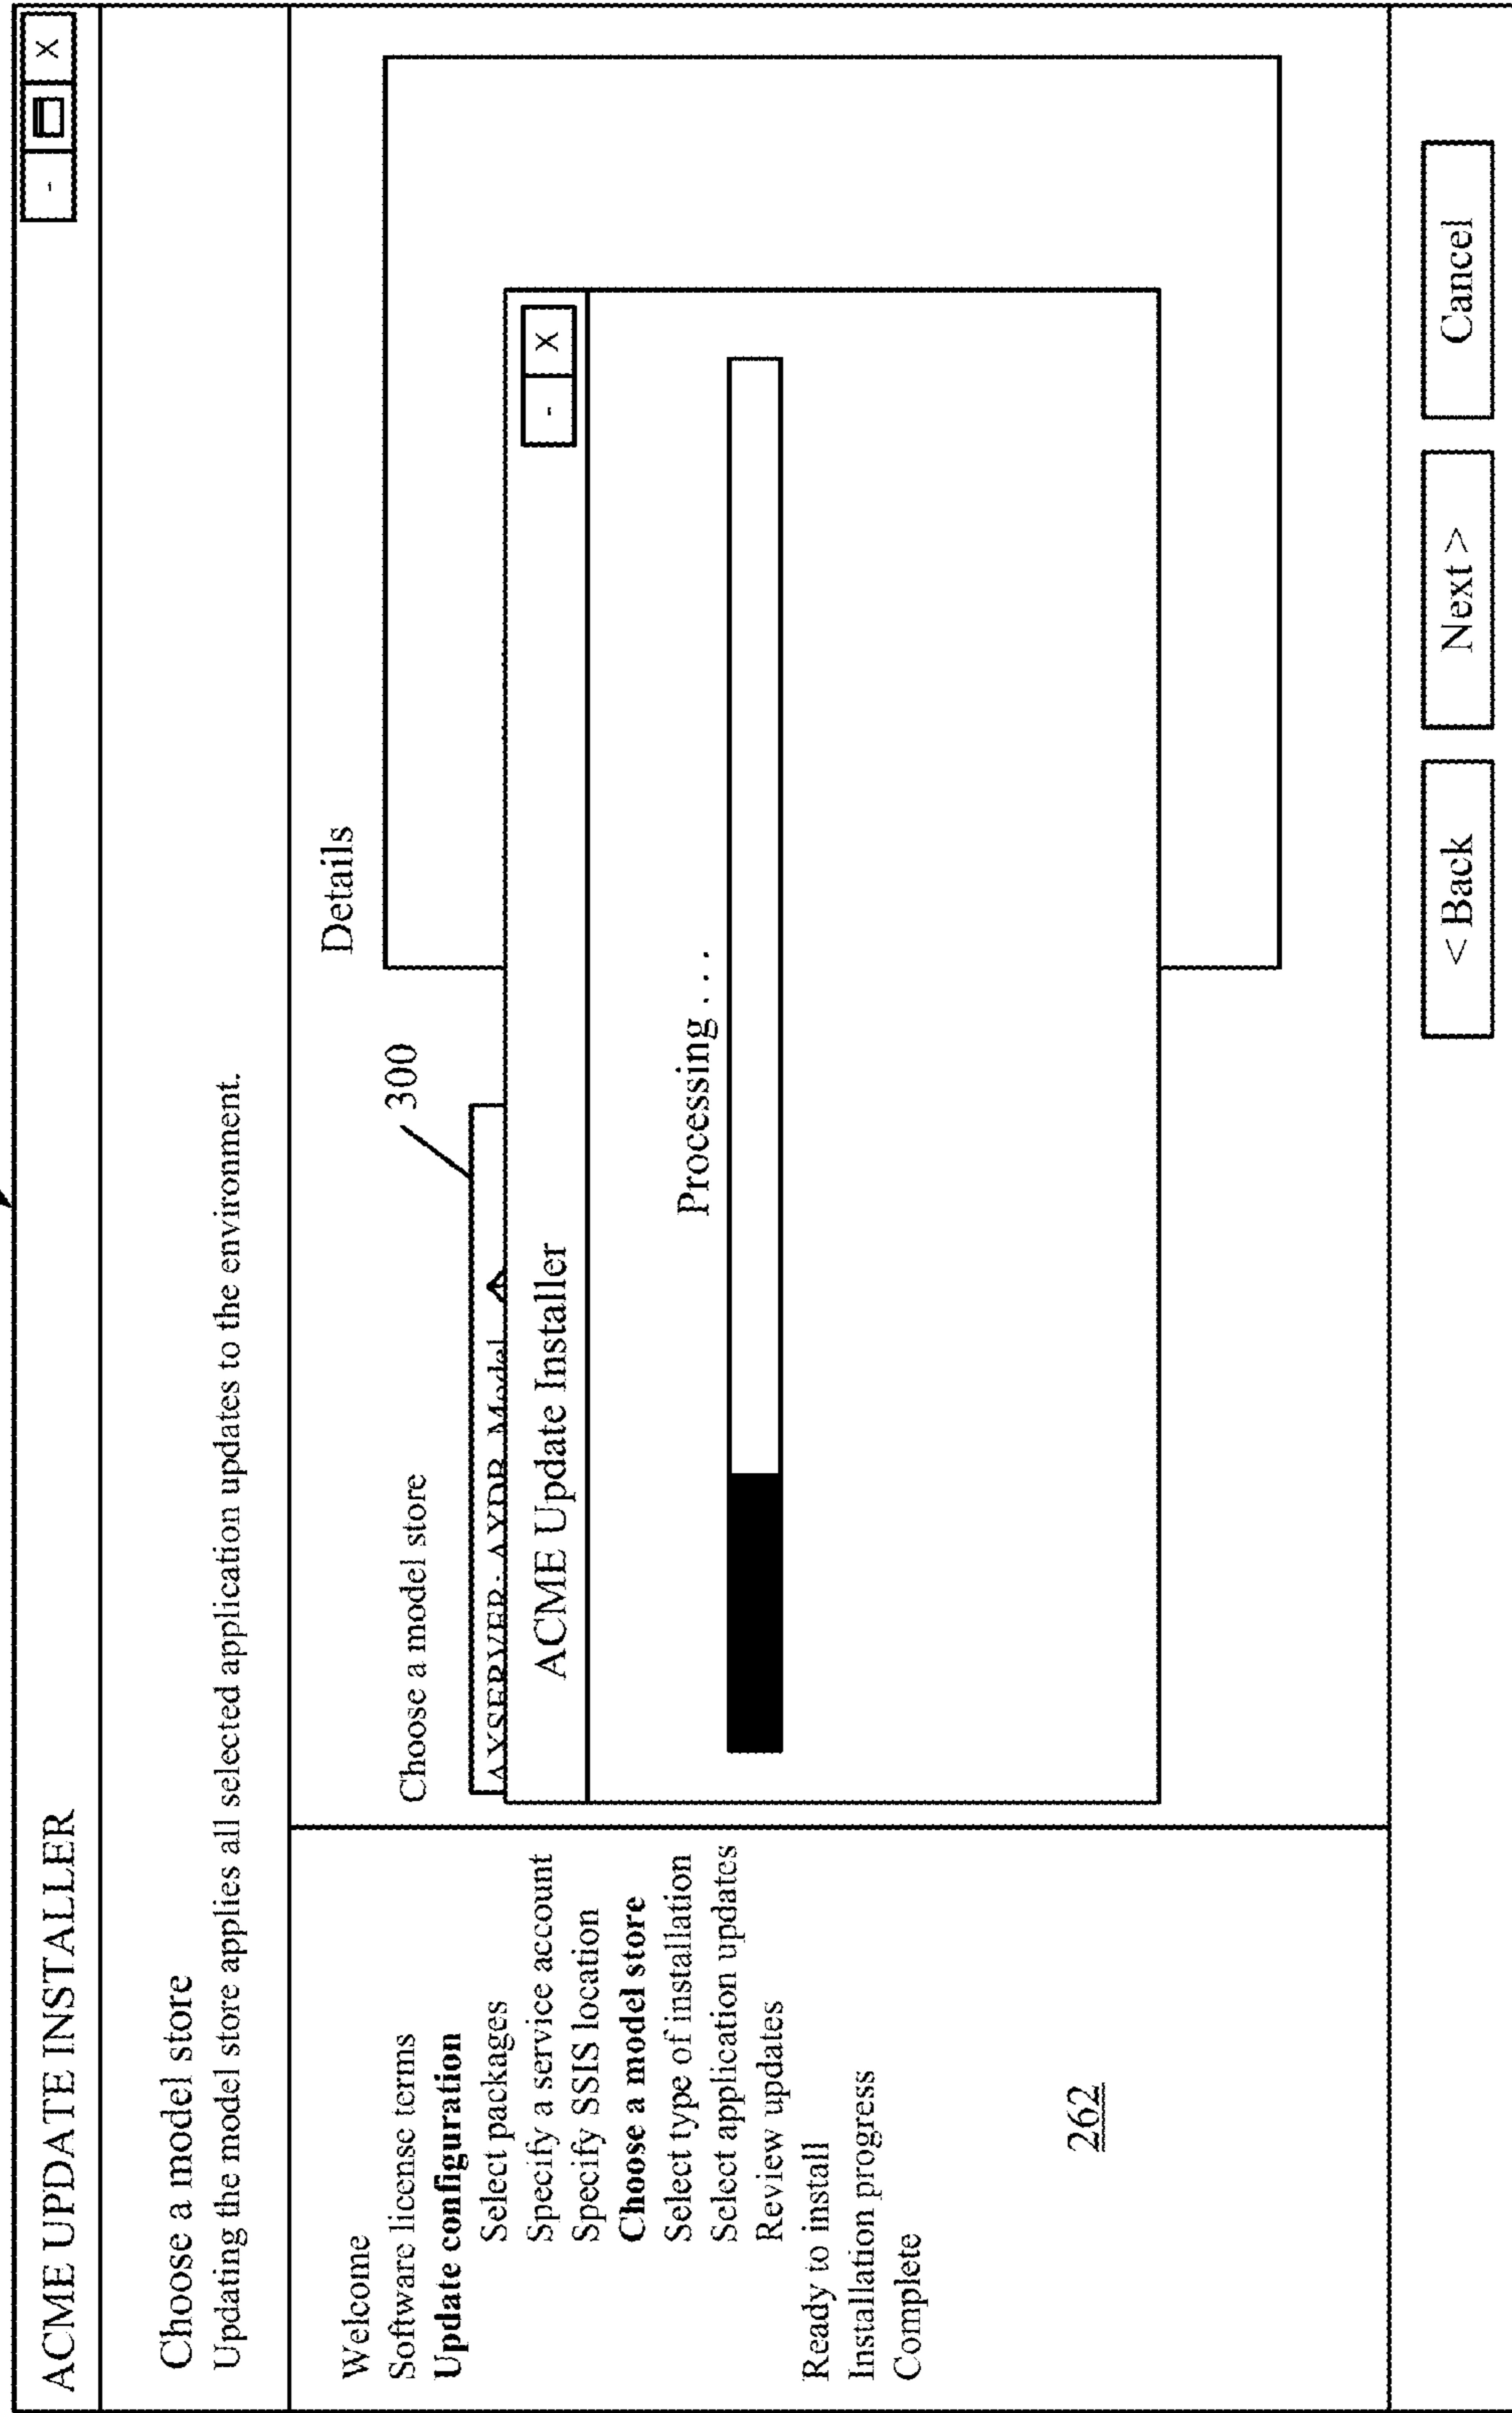 ACME UPDATE INSTALLER
- X
Choose a model store
Updating the model store applies all selected application updates to the environment.
Welcome
Software license terms
Update configuration
Select packages
Specify a service account
Specify SSIS location
Choose a model store
Select type of installation
Select application updates
Review updates
Ready to install
Installation progress
Complete
262
Choose a model store
300
Details
Model
ACME Update Installer
- X
Processing . . .
< Back
Next >
Cancel